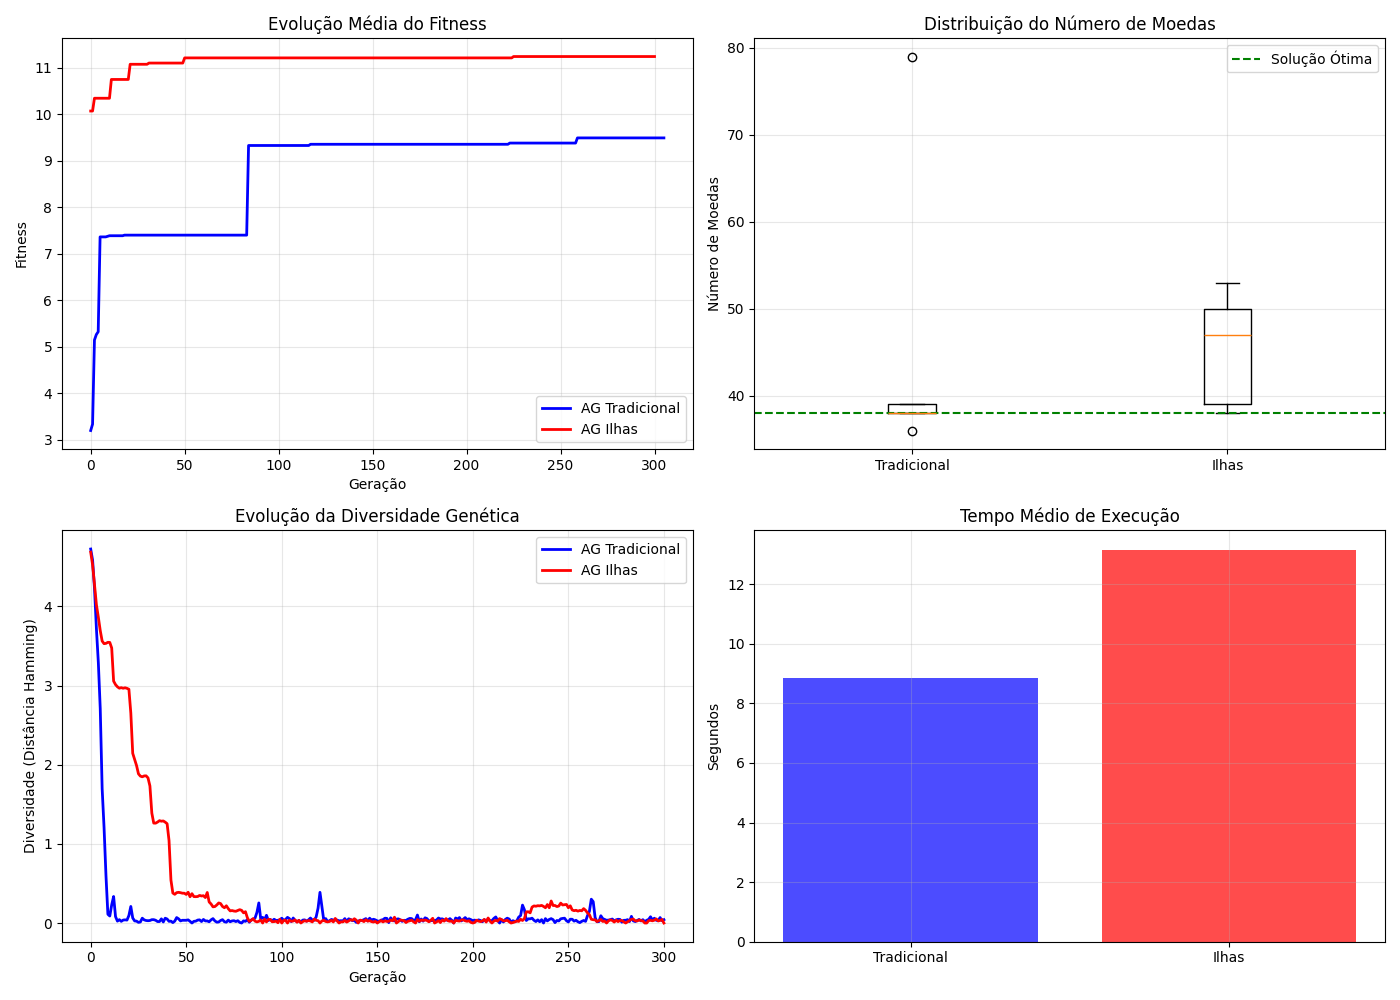 Evolução Média do Fitness
Fitness
11
10
9
8
7
6
5
4
3
0
50
100
150
200
250
300
Geração
AG Tradicional
AG Ilhas
Distribuição do Número de Moedas
Número de Moedas
80
70
60
50
40
Tradicional
Ilhas
Solução Ótima
Evolução da Diversidade Genética
Diversidade (Distância Hamming)
4
3
2
1
0
0
50
100
150
200
250
300
Geração
AG Tradicional
AG Ilhas
Tempo Médio de Execução
Segundos
12
10
8
6
4
2
0
Tradicional
Ilhas